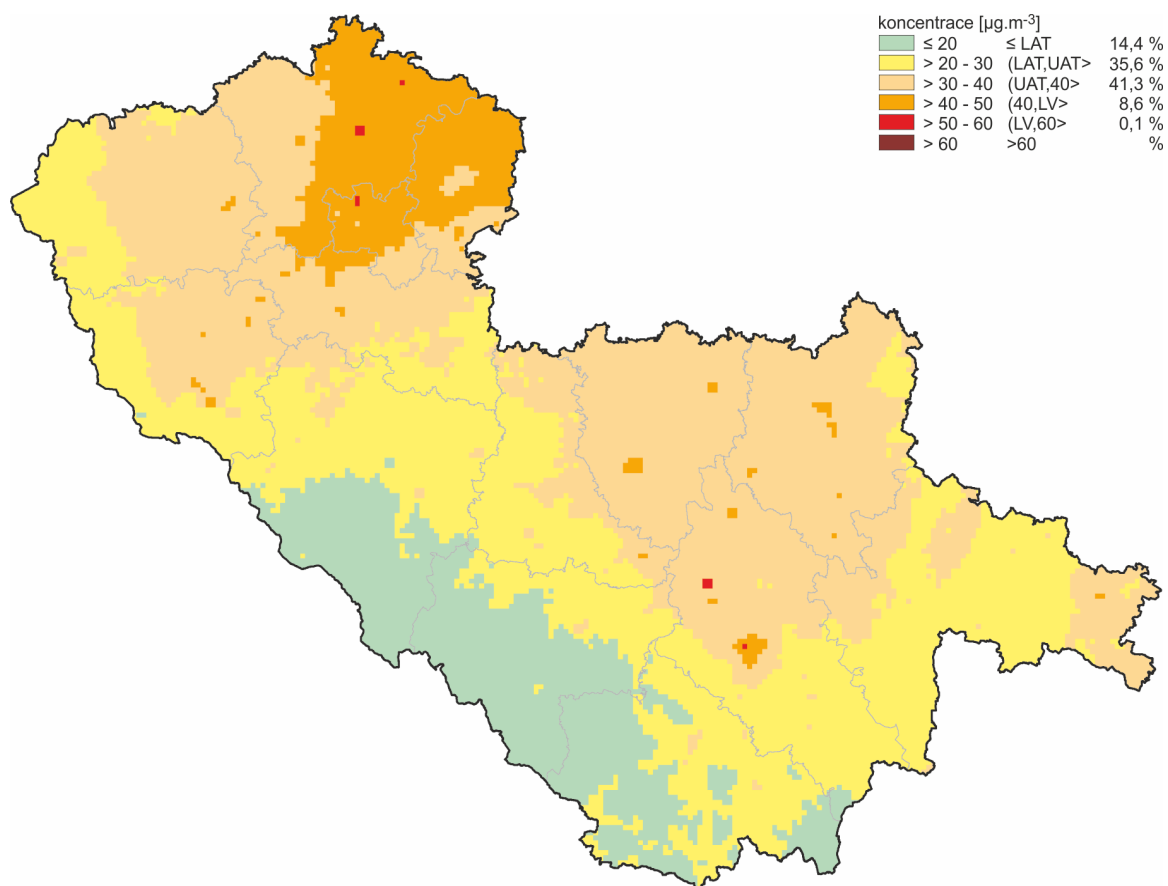 koncentrace [µg.m⁻³]
≤ 20 ≤ LAT 14,4 %
> 20 - 30 (LAT,UAT> 35,6 %
> 30 - 40 (UAT,40> 41,3 %
> 40 - 50 (40,LV> 8,6 %
> 50 - 60 (LV,60> 0,1 %
> 60 >60 %